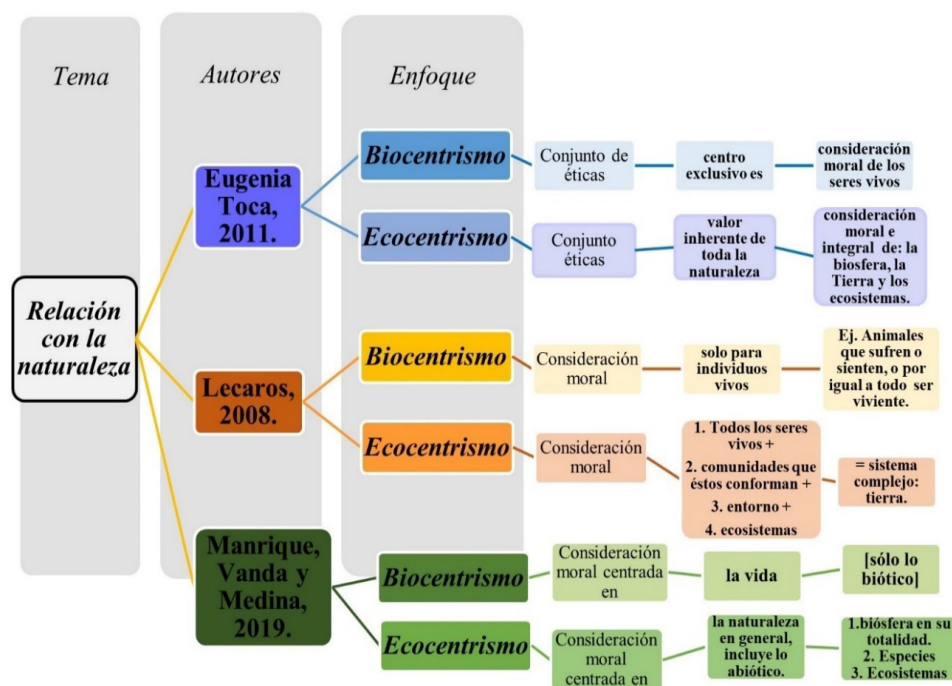 Tema
Autores
Enfoque
Relación
con la
naturaleza
Eugenia
Toca,
2011.
Biocentrismo
Conjunto de
éticas
centro
exclusivo es
consideración
moral de los
seres vivos
Ecocentrismo
Conjunto
éticas
valor
inherente de
toda la
naturaleza
consideración
moral e
integral de: la
biosfera, la
Tierra y los
ecosistemas.
Lecaros,
2008.
Biocentrismo
Consideración
moral
solo para
individuos
vivos
Ej. Animales
que sufren o
sienten, o por
igual a todo ser
viviente.
Ecocentrismo
Consideración
moral
1. Todos los seres
vivos +
2. comunidades que
éstos conforman +
3. entorno +
4. ecosistemas
= sistema
complejo:
tierra.
Manrique,
Vanda y
Medina,
2019.
Biocentrismo
Consideración
moral centrada
en
la vida
[sólo lo
biótico]
Ecocentrismo
Consideración
moral
centrada en
la naturaleza
en general,
incluye lo
abiótico.
1.biósfera en su
totalidad.
2. Especies
3. Ecosistemas